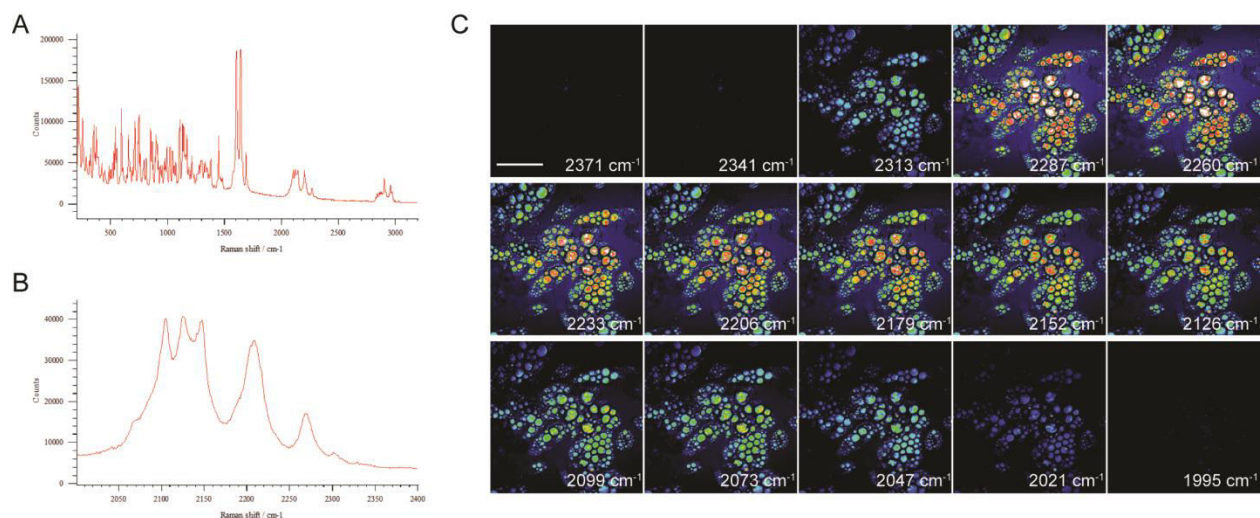 A
200000
150000
100000
50000
0
Counts
500
1000
1500
2000
2500
3000
Raman shift / cm-1
B
40000
30000
20000
10000
0
Counts
2050
2100
2150
2200
2250
2300
2350
2400
Raman shift / cm-1
C
2371 cm⁻¹
2341 cm⁻¹
2313 cm⁻¹
2287 cm⁻¹
2260 cm⁻¹
2233 cm⁻¹
2206 cm⁻¹
2179 cm⁻¹
2152 cm⁻¹
2126 cm⁻¹
2099 cm⁻¹
2073 cm⁻¹
2047 cm⁻¹
2021 cm⁻¹
1995 cm⁻¹